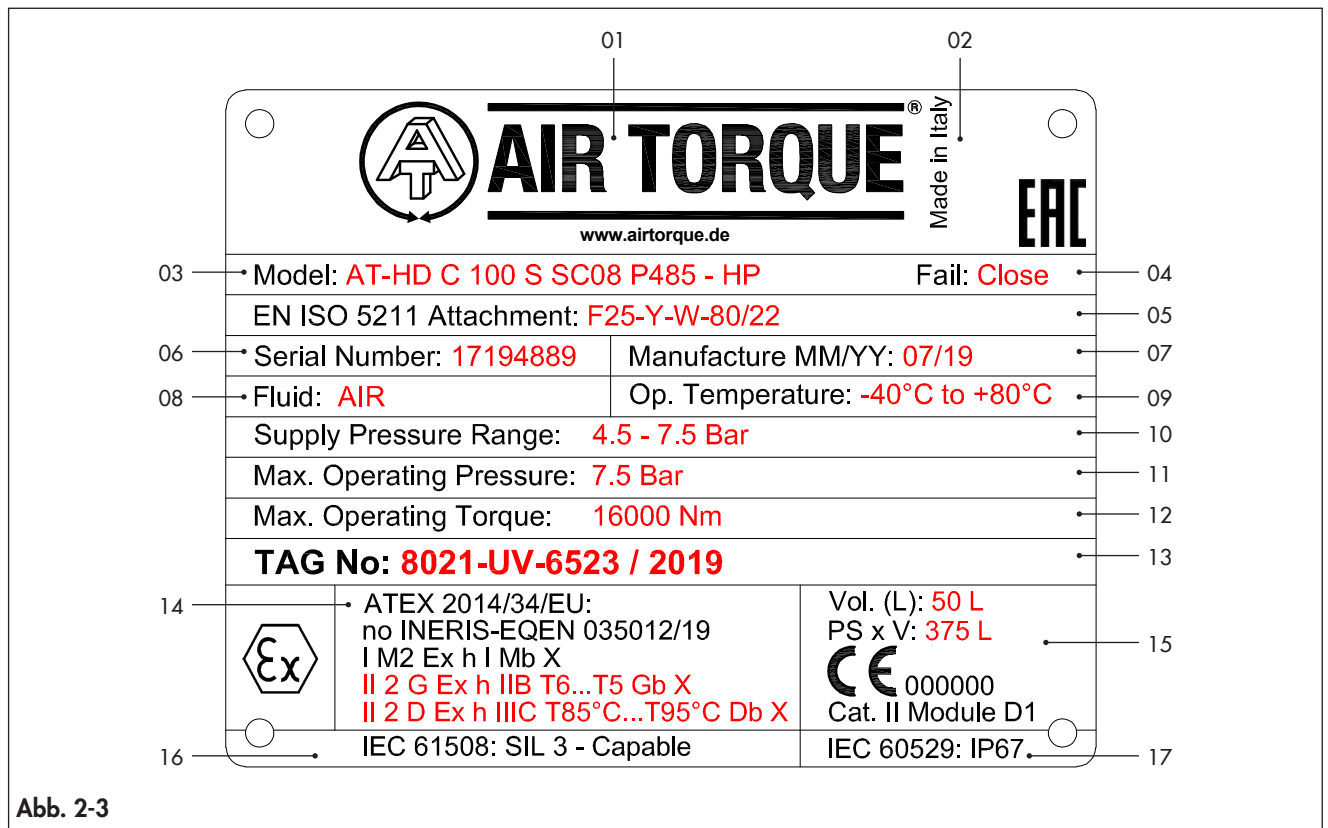 01 02
AT AIR TORQUE ®
Made in Italy
www.airtorque.de
EAC
03 Model: AT-HD C 100 S SC08 P485 - HP Fail: Close 04
EN ISO 5211 Attachment: F25-Y-W-80/22 05
06 Serial Number: 17194889 Manufacture MM/YY: 07/19 07
08 Fluid: AIR Op. Temperature: -40°C to +80°C 09
Supply Pressure Range: 4.5 - 7.5 Bar 10
Max. Operating Pressure: 7.5 Bar 11
Max. Operating Torque: 16000 Nm 12
TAG No: 8021-UV-6523 / 2019 13
14 ATEX 2014/34/EU:
no INERIS-EQEN 035012/19
I M2 Ex h I Mb X
II 2 G Ex h IIB T6...T5 Gb X
II 2 D Ex h IIIC T85°C...T95°C Db X
Ex
Vol. (L): 50 L
PS x V: 375 L 15
CE 000000
Cat. II Module D1
16 IEC 61508: SIL 3 - Capable IEC 60529: IP67 17
Abb. 2-3